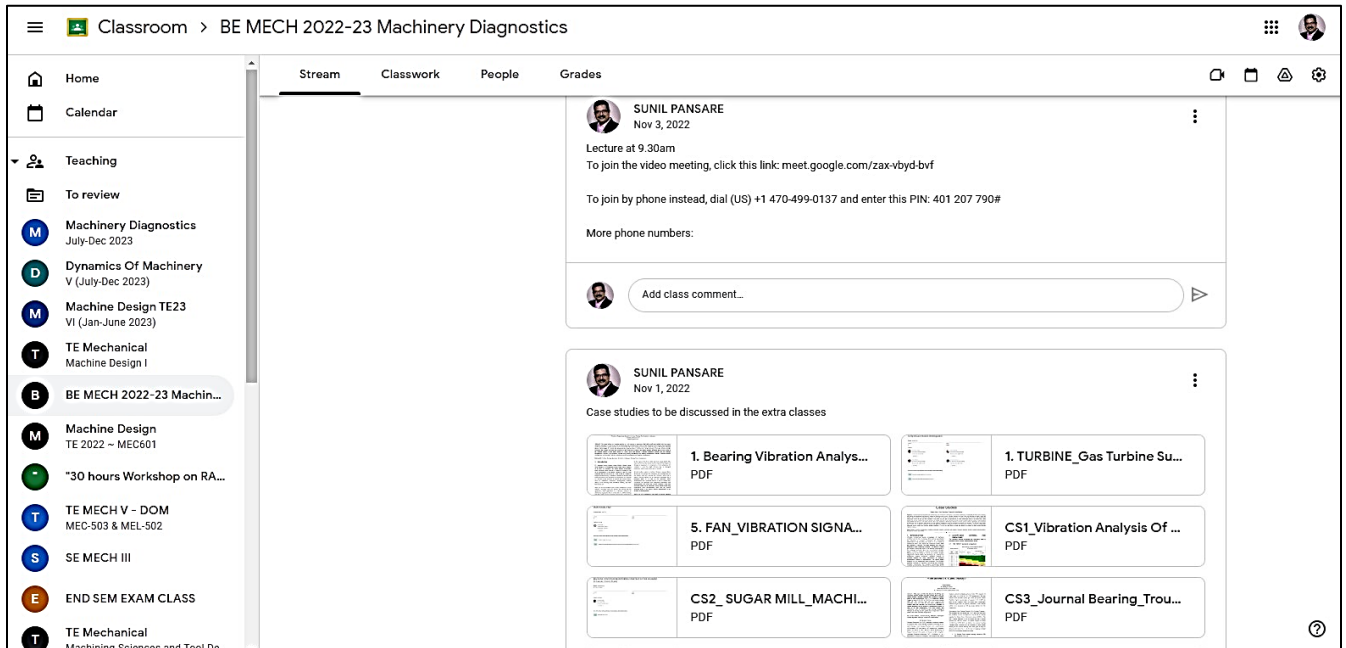 Classroom > BE MECH 2022-23 Machinery Diagnostics
Home
Calendar
Teaching
To review
M Machinery Diagnostics
July-Dec 2023
D Dynamics Of Machinery
V (July-Dec 2023)
M Machine Design TE23
VI (Jan-June 2023)
T TE Mechanical
Machine Design I
B BE MECH 2022-23 Machin...
M Machine Design
TE 2022 ~ MEC601
" "30 hours Workshop on RA...
T TE MECH V - DOM
MEC-503 & MEL-502
S SE MECH III
E END SEM EXAM CLASS
T TE Mechanical
Machining Sciences and Tool De
Stream Classwork People Grades
SUNIL PANSARE
Nov 3, 2022
Lecture at 9.30am
To join the video meeting, click this link: meet.google.com/zax-vbyd-bvf
To join by phone instead, dial (US) +1 470-499-0137 and enter this PIN: 401 207 790#
More phone numbers:
Add class comment...
SUNIL PANSARE
Nov 1, 2022
Case studies to be discussed in the extra classes
1. Bearing Vibration Analys...
PDF
1. TURBINE_Gas Turbine Su...
PDF
5. FAN_VIBRATION SIGNA...
PDF
CS1_Vibration Analysis Of ...
PDF
CS2_ SUGAR MILL_MACHI...
PDF
CS3_Journal Bearing_Trou...
PDF